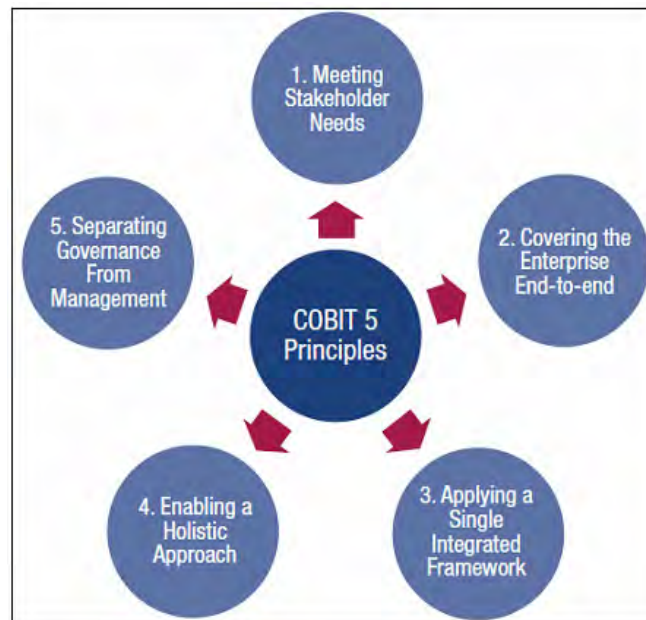 1. Meeting
Stakeholder
Needs
2. Covering the
Enterprise
End-to-end
3. Applying a
Single
Integrated
Framework
4. Enabling a
Holistic
Approach
5. Separating
Governance
From
Management
COBIT 5
Principles